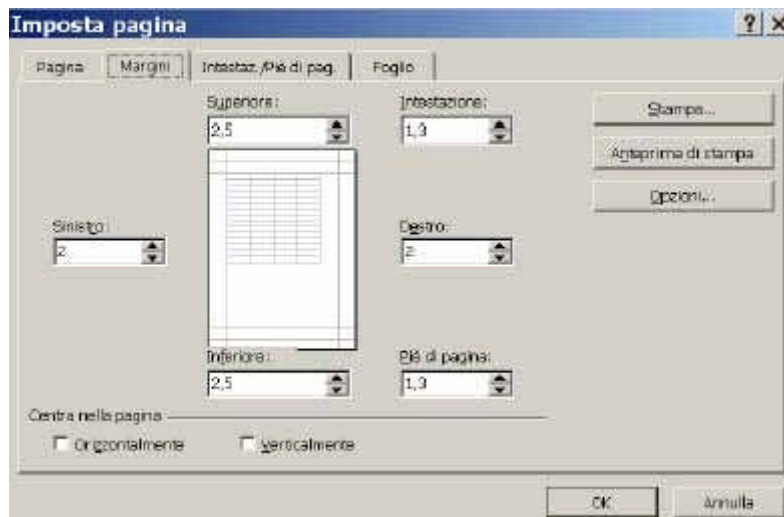 Imposta pagina
Pagina Margini Intestaz./Piè di pag. Foglio
Superiore: Intestazione:
2,5 1,3
Stampa...
Anteprima di stampa
Opzioni...
Sinistro: Destro:
2 2
Inferiore: Piè di pagina:
2,5 1,3
Centra nella pagina
Orizzontalmente Verticalmente
OK Annulla